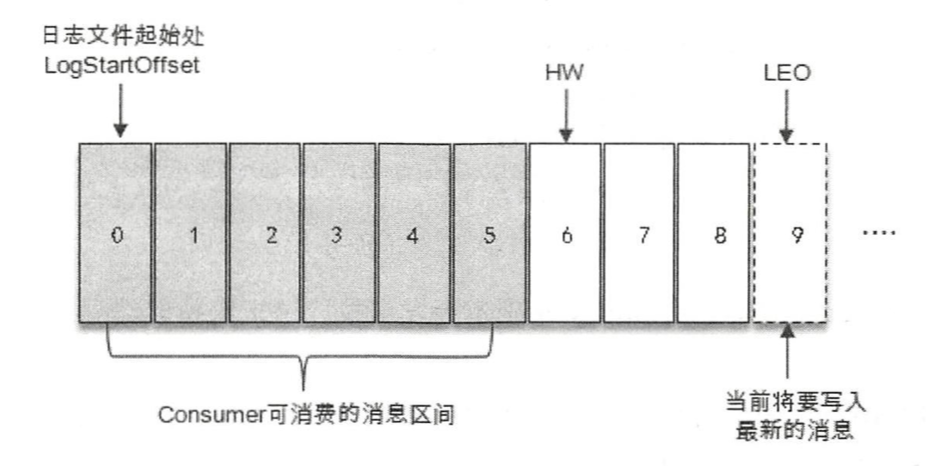 日志文件起始处
LogStartOffset
HW
LEO
0 1 2 3 4 5 6 7 8 9 ····
Consumer可消费的消息区间
当前将要写入
最新的消息